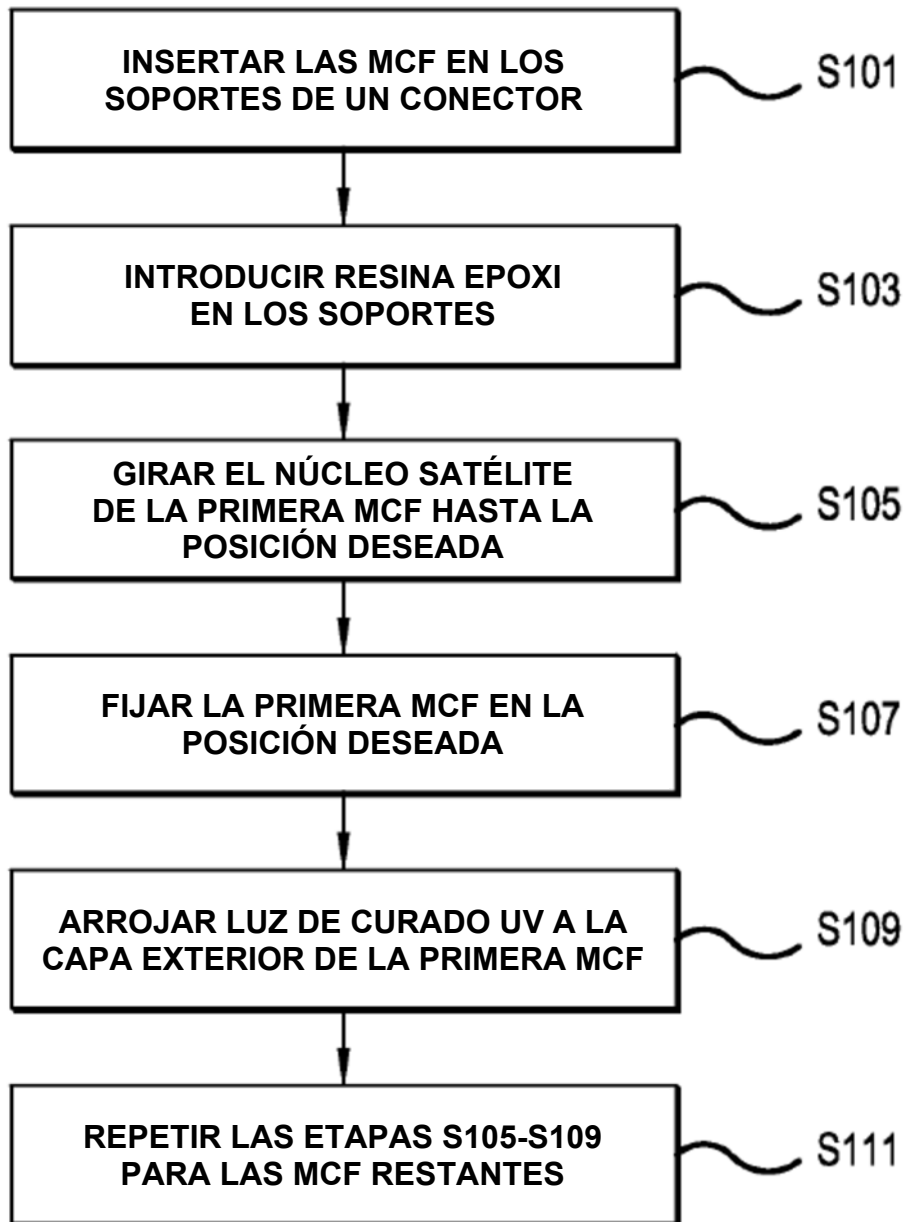 INSERTAR LAS MCF EN LOS
SOPORTES DE UN CONECTOR
S101
INTRODUCIR RESINA EPOXI
EN LOS SOPORTES
S103
GIRAR EL NÚCLEO SATÉLITE
DE LA PRIMERA MCF HASTA LA
POSICIÓN DESEADA
S105
FIJAR LA PRIMERA MCF EN LA
POSICIÓN DESEADA
S107
ARROJAR LUZ DE CURADO UV A LA
CAPA EXTERIOR DE LA PRIMERA MCF
S109
REPETIR LAS ETAPAS S105-S109
PARA LAS MCF RESTANTES
S111